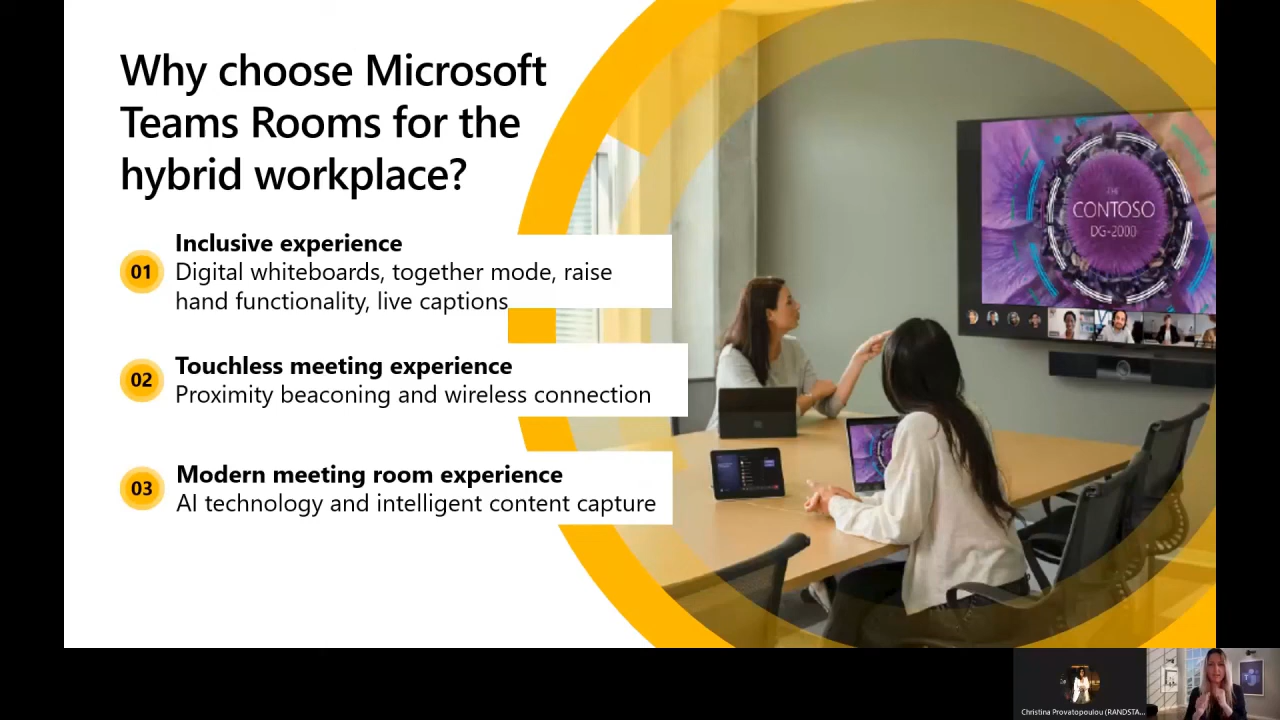 Why choose Microsoft
Teams Rooms for the
hybrid workplace?
01
Inclusive experience
Digital whiteboards, together mode, raise
hand functionality, live captions
02
Touchless meeting experience
Proximity beaconing and wireless connection
03
Modern meeting room experience
AI technology and intelligent content capture
THE
CONTOSO
DG-2000
Christina Provatopoulou (RANDSTA...